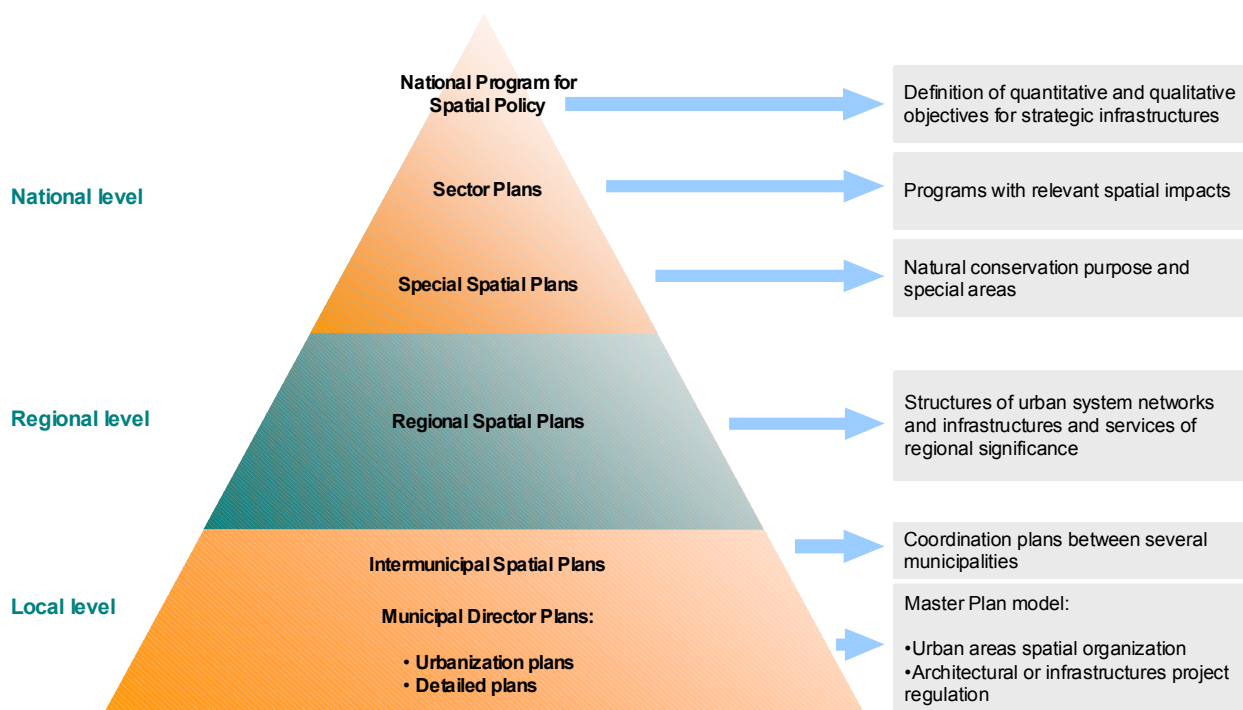 National Program for
Spatial Policy
Definition of quantitative and qualitative
objectives for strategic infrastructures
National level
Sector Plans
Programs with relevant spatial impacts
Special Spatial Plans
Natural conservation purpose and
special areas
Regional level
Regional Spatial Plans
Structures of urban system networks
and infrastructures and services of
regional significance
Local level
Intermunicipal Spatial Plans
Coordination plans between several
municipalities
Municipal Director Plans:
• Urbanization plans
• Detailed plans
Master Plan model:
•Urban areas spatial organization
•Architectural or infrastructures project
regulation